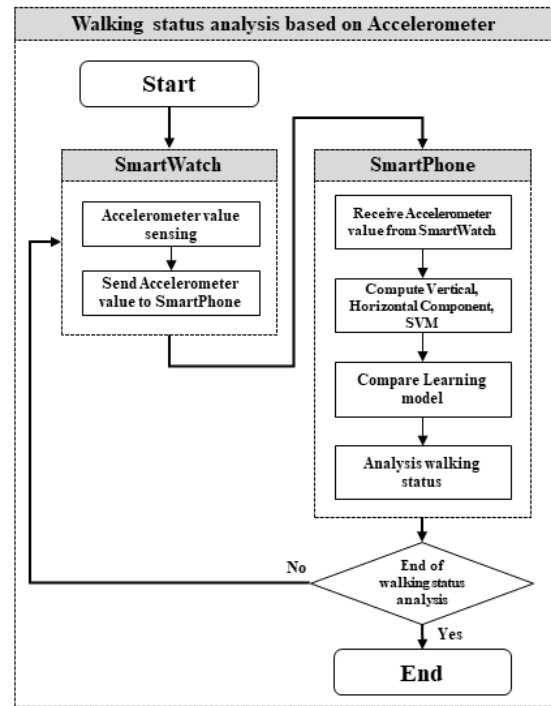 Walking status analysis based on Accelerometer
Start
SmartWatch
Accelerometer value
sensing
Send Accelerometer
value to SmartPhone
SmartPhone
Receive Accelerometer
value from SmartWatch
Compute Vertical,
Horizontal Component,
SVM
Compare Learning
model
Analysis walking
status
No
End of
walking status
analysis
Yes
End